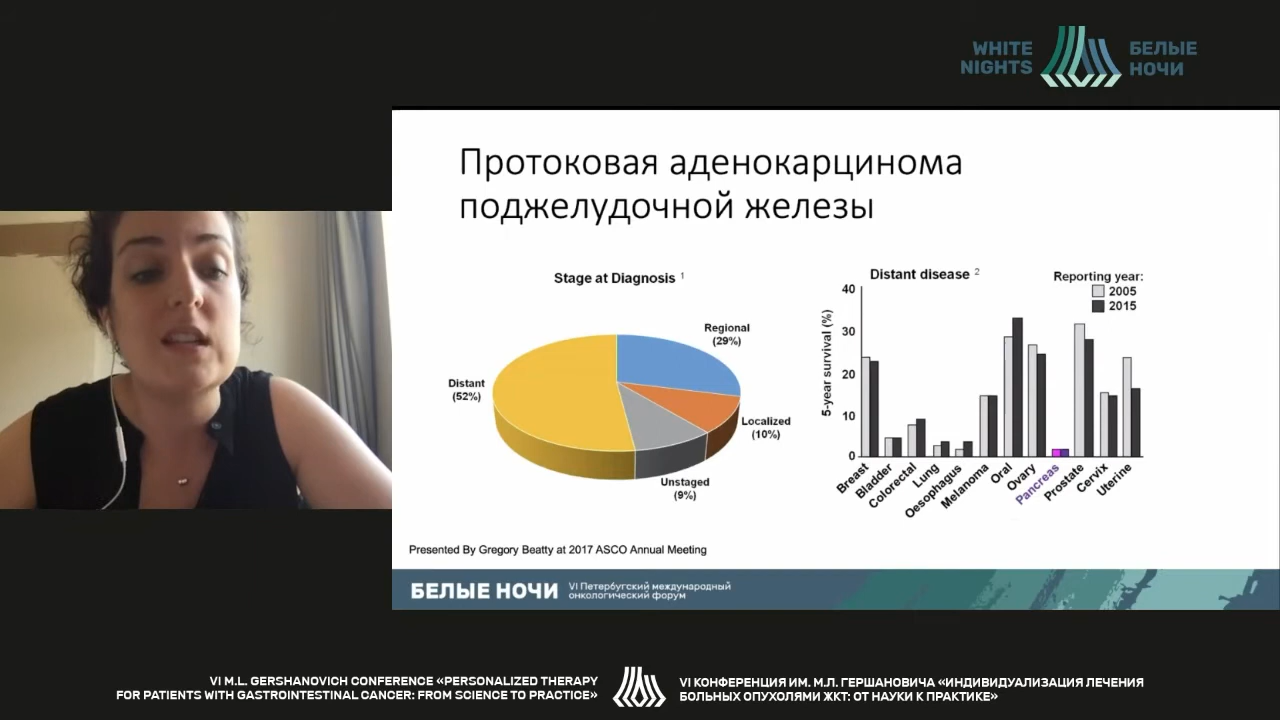 WHITE
NIGHTS
БЕЛЫЕ
НОЧИ
Протоковая аденокарцинома
поджелудочной железы
Stage at Diagnosis 1
Regional
(29%)
Distant
(52%)
Localized
(10%)
Unstaged
(9%)
Distant disease 2
Reporting year:
2005
2015
5-year survival (%)
40
30
20
10
0
Breast
Bladder
Colorectal
Lung
Oesophagus
Melanoma
Oral
Ovary
Pancreas
Prostate
Cervix
Uterine
Presented By Gregory Beatty at 2017 ASCO Annual Meeting
БЕЛЫЕ НОЧИ
VI Петербугский международный
онкологический форум
VI M.L. GERSHANOVICH CONFERENCE «PERSONALIZED THERAPY
FOR PATIENTS WITH GASTROINTESTINAL CANCER: FROM SCIENCE TO PRACTICE»
VI КОНФЕРЕНЦИЯ ИМ. М.Л. ГЕРШАНОВИЧА «ИНДИВИДУАЛИЗАЦИЯ ЛЕЧЕНИЯ
БОЛЬНЫХ ОПУХОЛЯМИ ЖКТ: ОТ НАУКИ К ПРАКТИКЕ»